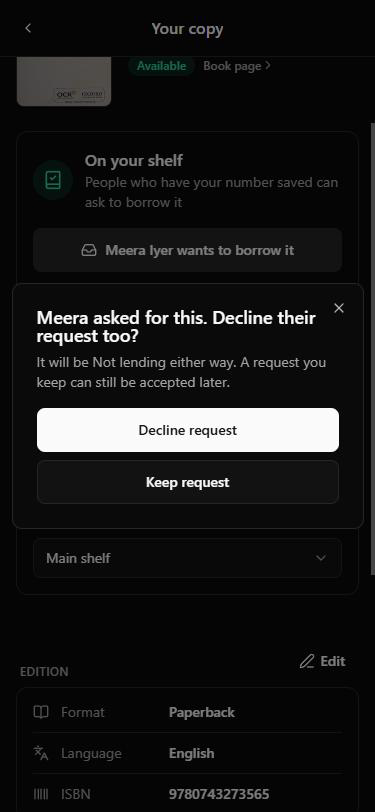 Your copy
OCR
Available
Book page
On your shelf
People who have your number saved can
ask to borrow it
Meera Iyer wants to borrow it
Meera asked for this. Decline their
request too?
It will be Not lending either way. A request you
keep can still be accepted later.
Decline request
Keep request
Main shelf
Edit
EDITION
Format
Paperback
Language
English
ISBN
9780743273565